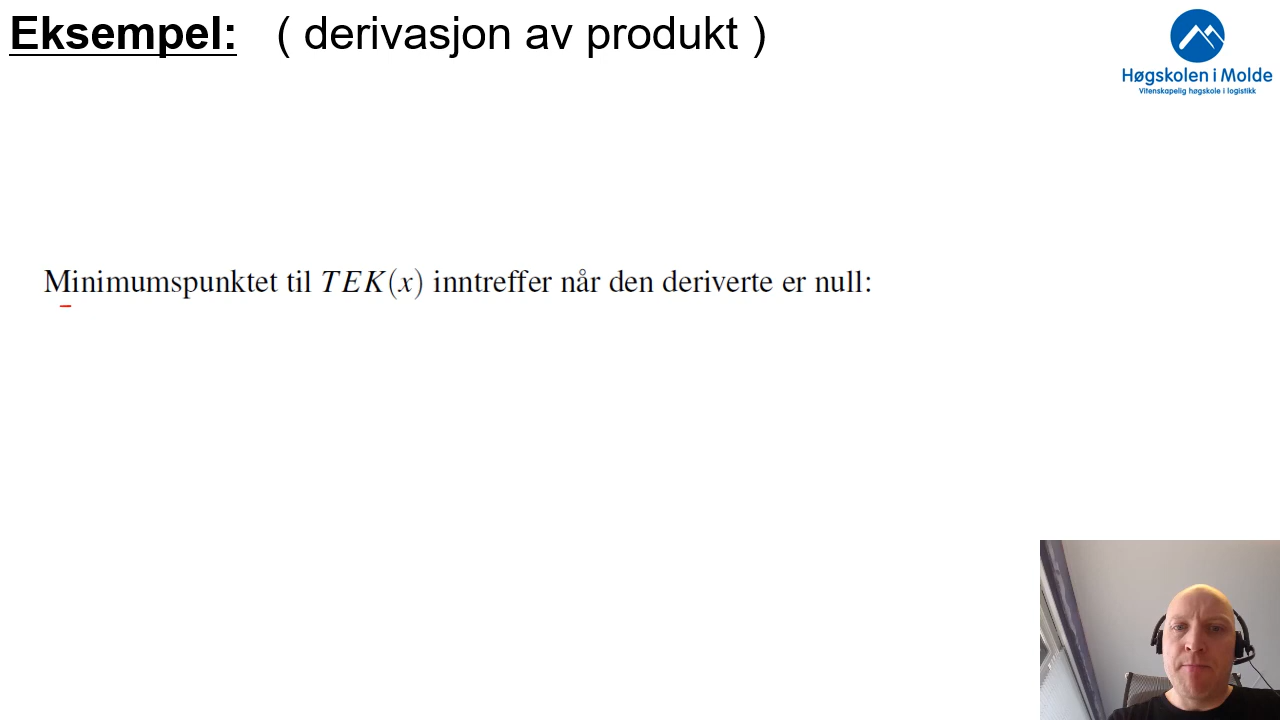 Eksempel: ( derivasjon av produkt )
Høgskolen i Molde
Vitenskapelig høgskole i logistikk
Minimumspunktet til TEK(x) inntreffer når den deriverte er null: